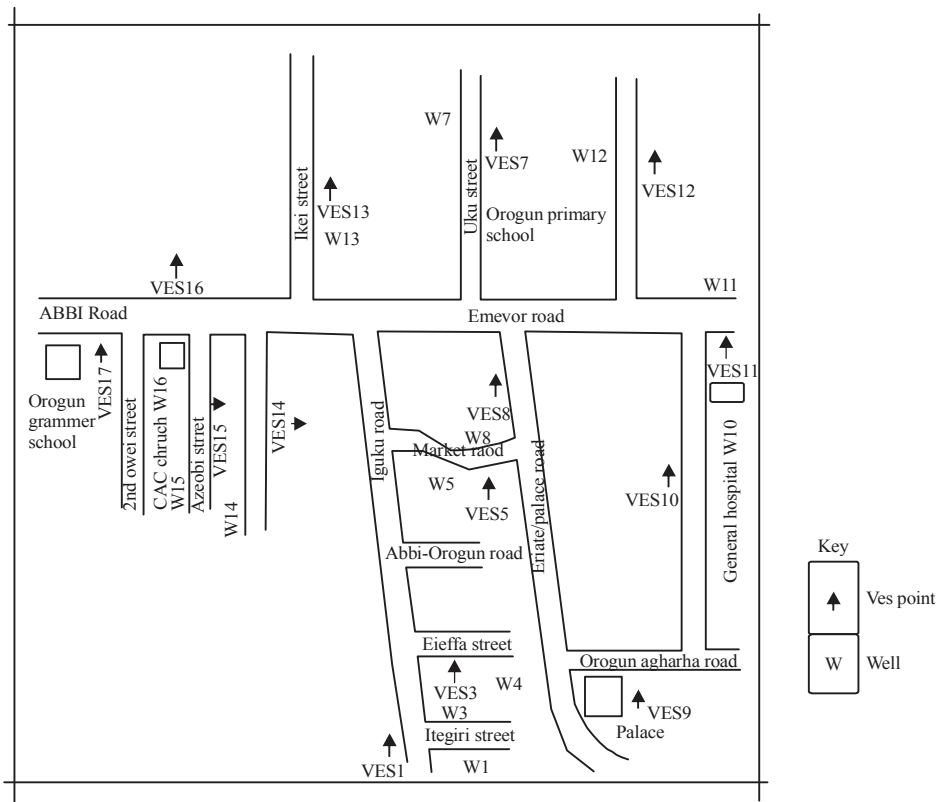 W7
VES7
W12
VES12
Ikei street
VES13
W13
Uku street
Orogun primary
school
VES16
W11
ABBI Road
Emevor road
VES11
Orogun
grammer
school
VES17
2nd owei street
CAC chruch W16
W15
Azeobi strret
VES15
W14
VES14
Iguku road
VES8
W8
Market raod
W5
VES5
Eriate/palace road
VES10
General hospital W10
Abbi-Orogun road
Eieffa street
Orogun agharha road
VES3
W4
W3
VES9
Palace
Itegiri street
VES1
W1
Key
Ves point
W
Well